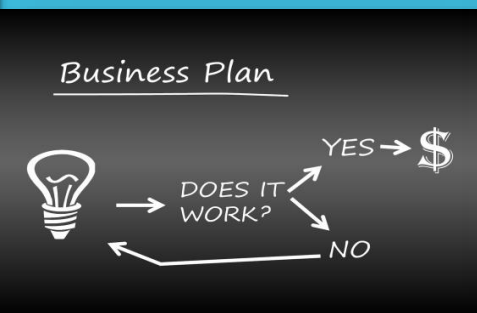 Business Plan
YES
$
DOES IT
WORK?
NO